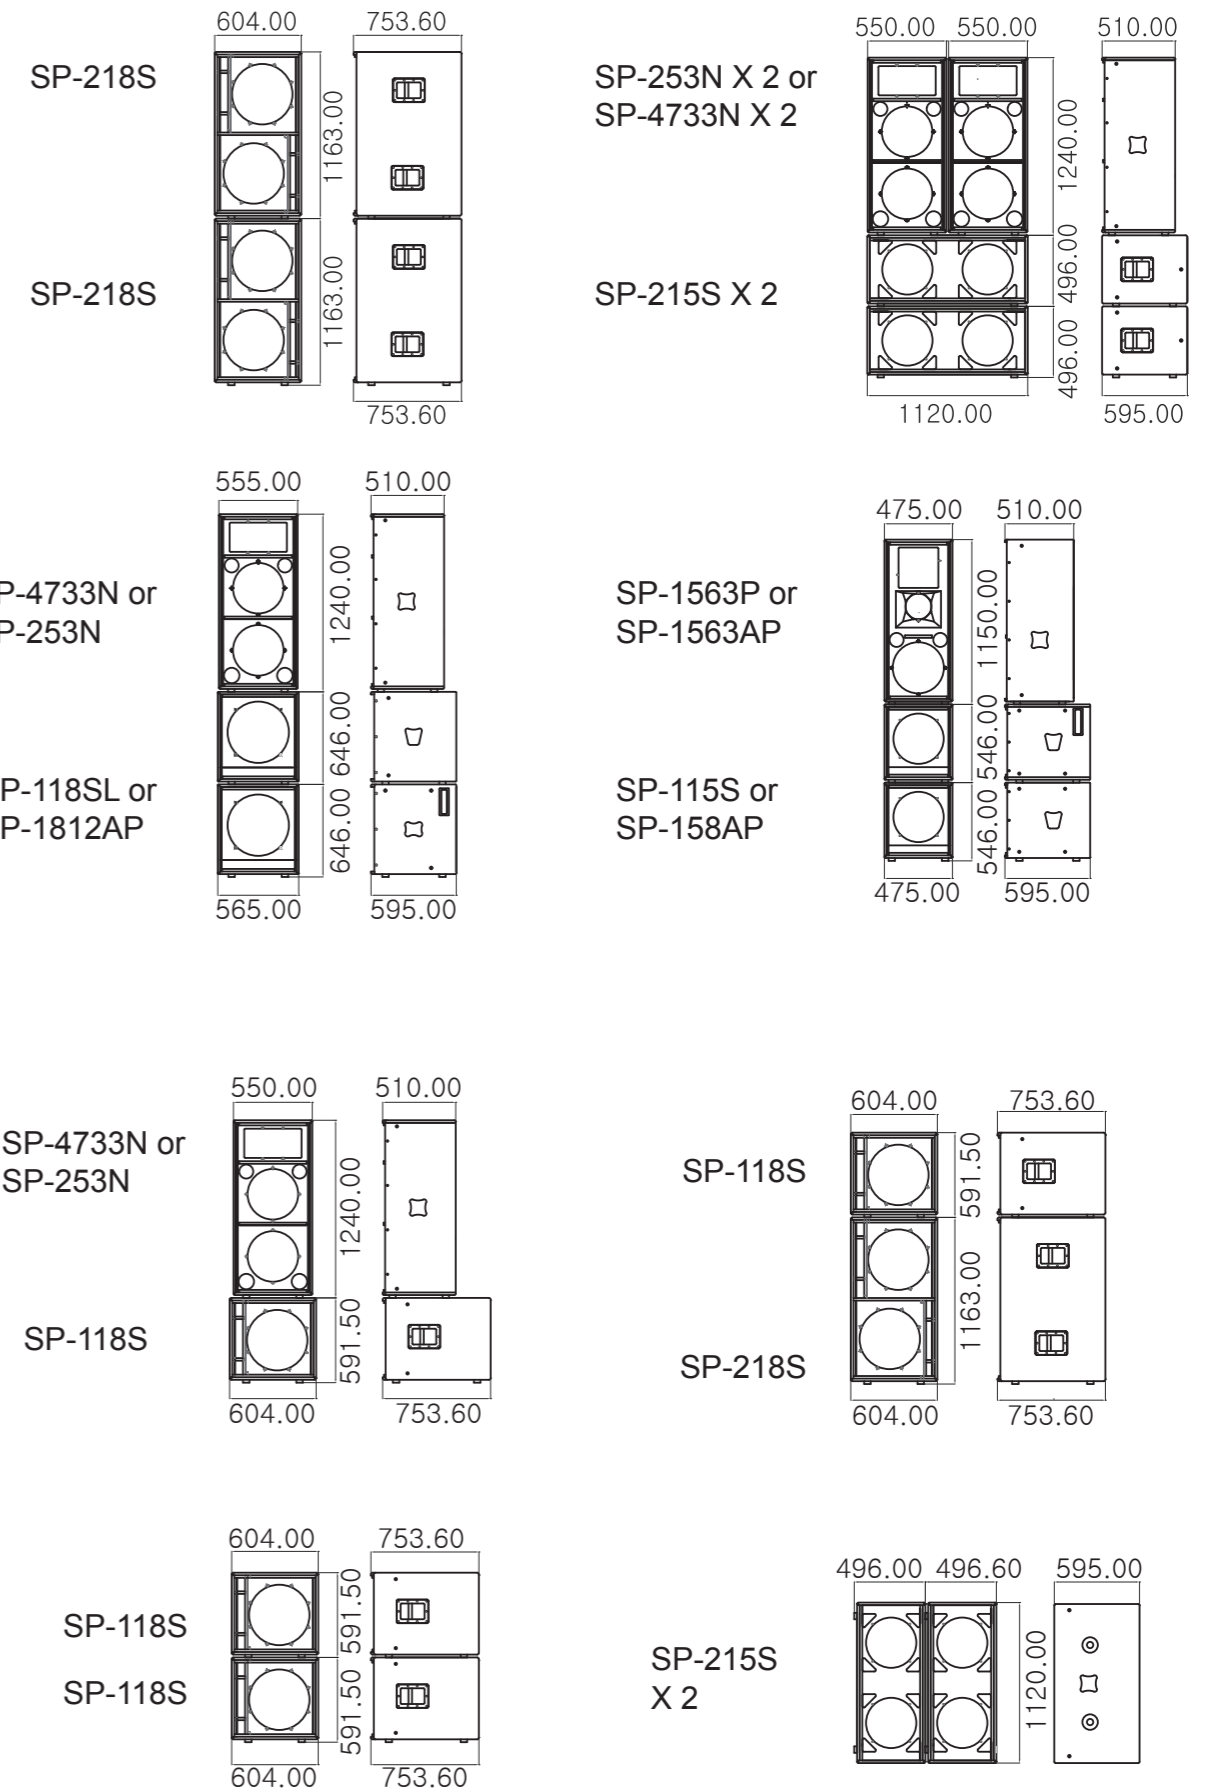 604.00 753.60
SP-218S
1163.00
SP-218S
1163.00
753.60
550.00 550.00 510.00
SP-253N X 2 or
SP-4733N X 2
1240.00
SP-215S X 2
496.00
496.00
1120.00 595.00
555.00 510.00
P-4733N or
P-253N
1240.00
646.00
P-118SL or
P-1812AP
646.00
565.00 595.00
475.00 510.00
SP-1563P or
SP-1563AP
1150.00
546.00
SP-115S or
SP-158AP
546.00
475.00 595.00
550.00 510.00
SP-4733N or
SP-253N
1240.00
SP-118S
591.50
604.00 753.60
604.00 753.60
SP-118S
591.50
1163.00
SP-218S
604.00 753.60
604.00 753.60
SP-118S
591.50
SP-118S
591.50
604.00 753.60
496.00 496.60 595.00
SP-215S
X 2
1120.00